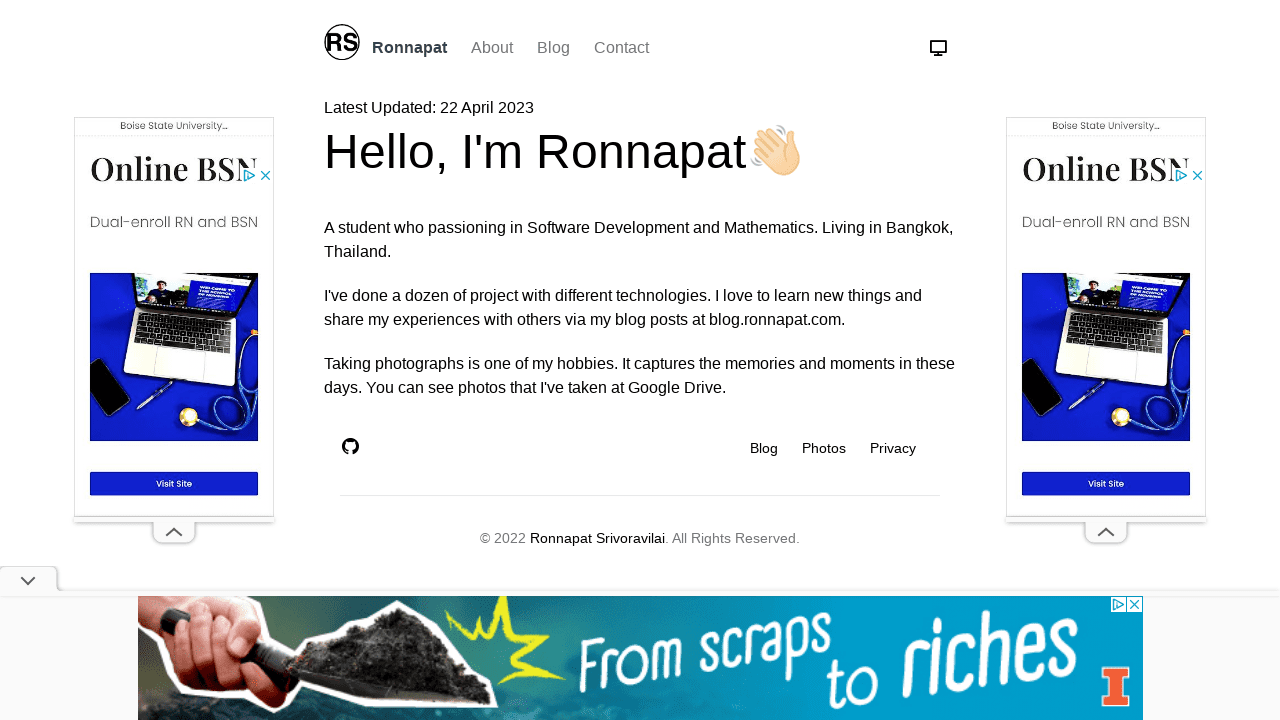 RS
Ronnapat
About
Blog
Contact
Latest Updated: 22 April 2023
Hello, I'm Ronnapat👋🏻
A student who passioning in Software Development and Mathematics. Living in Bangkok,
Thailand.
I've done a dozen of project with different technologies. I love to learn new things and
share my experiences with others via my blog posts at blog.ronnapat.com.
Taking photographs is one of my hobbies. It captures the memories and moments in these
days. You can see photos that I've taken at Google Drive.
Blog
Photos
Privacy
© 2022 Ronnapat Srivoravilai. All Rights Reserved.
Boise State University...
Online BSN
Dual-enroll RN and BSN
Visit Site
Boise State University...
Online BSN
Dual-enroll RN and BSN
Visit Site
From scraps
to riches
I